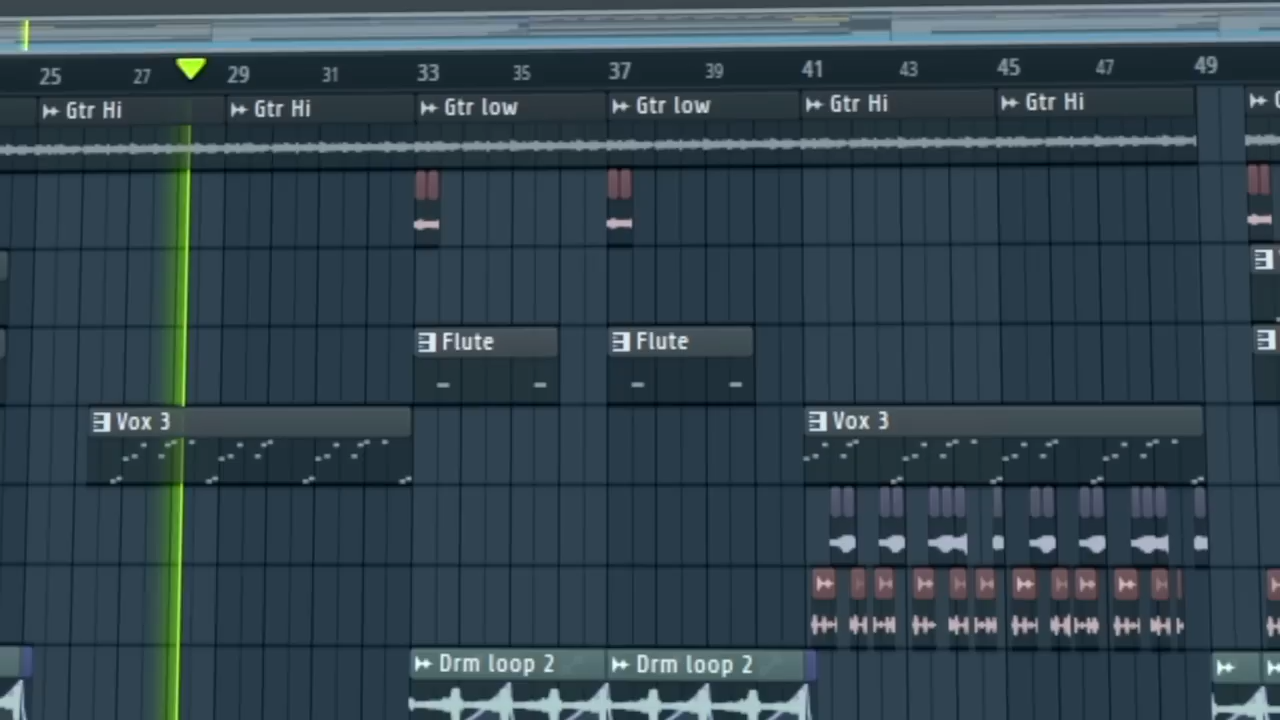 25 27 29 31 33 35 37 39 41 43 45 47 49
Gtr Hi Gtr Hi Gtr low Gtr low Gtr Hi Gtr Hi
Flute Flute
Vox 3 Vox 3
Drm loop 2 Drm loop 2